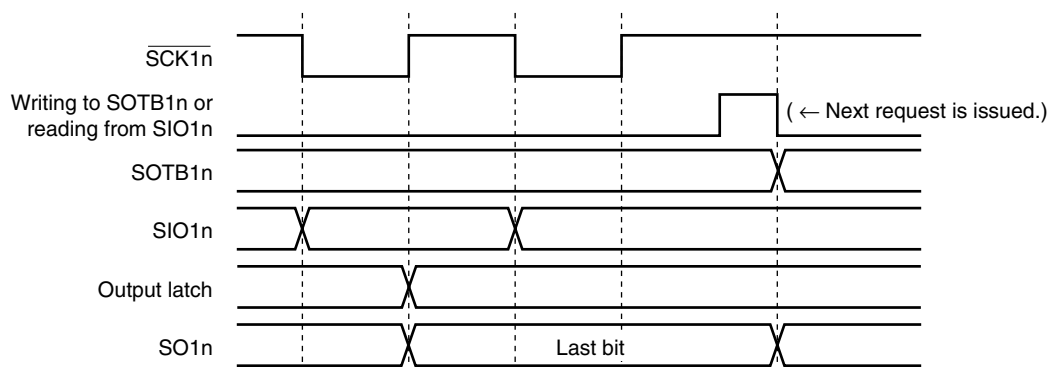 SCK1n
Writing to SOTB1n or
reading from SIO1n
( ← Next request is issued.)
SOTB1n
SIO1n
Output latch
SO1n
Last bit